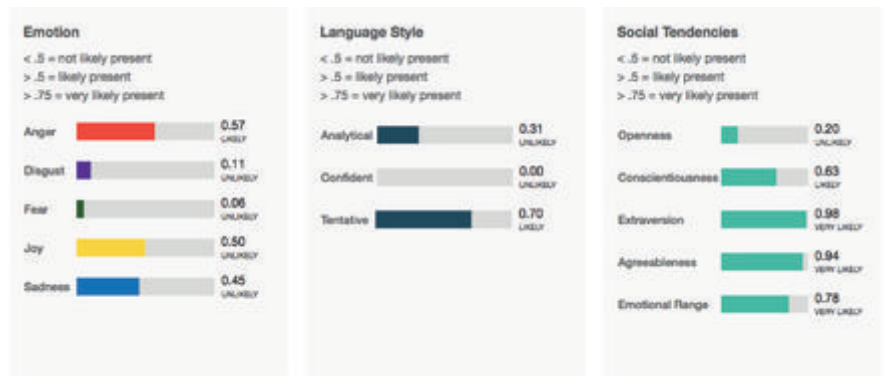 Emotion
< .5 = not likely present
> .5 = likely present
> .75 = very likely present
Anger 0.57
LIKELY
Disgust 0.11
UNLIKELY
Fear 0.06
UNLIKELY
Joy 0.50
UNLIKELY
Sadness 0.45
UNLIKELY
Language Style
< .5 = not likely present
> .5 = likely present
> .75 = very likely present
Analytical 0.31
UNLIKELY
Confident 0.00
UNLIKELY
Tentative 0.70
LIKELY
Social Tendencies
< .5 = not likely present
> .5 = likely present
> .75 = very likely present
Openness 0.20
UNLIKELY
Conscientiousness 0.63
LIKELY
Extraversion 0.98
VERY LIKELY
Agreeableness 0.94
VERY LIKELY
Emotional Range 0.78
VERY LIKELY